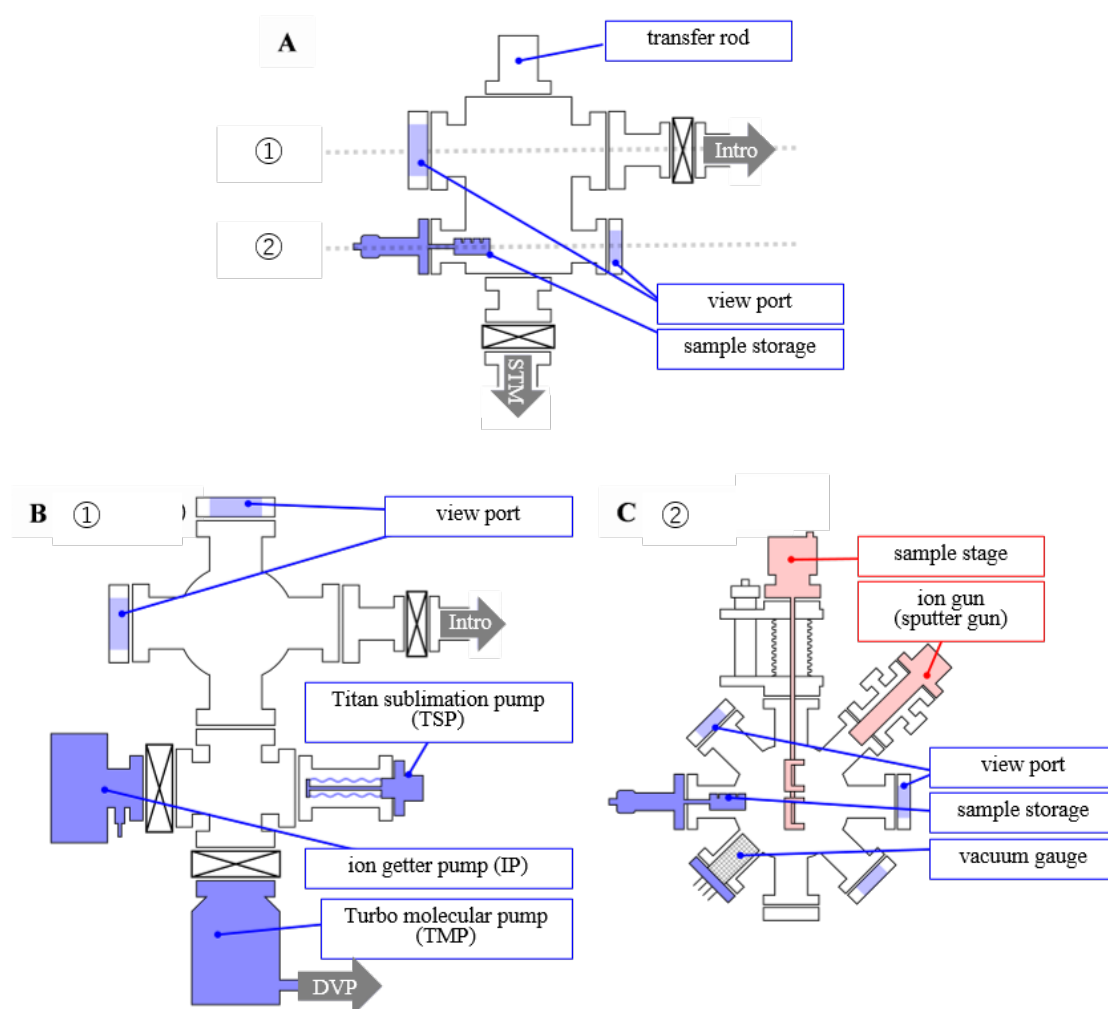 A
transfer rod
①
Intro
②
view port
sample storage
STM
B ①
view port
Intro
Titan sublimation pump
(TSP)
ion getter pump (IP)
Turbo molecular pump
(TMP)
DVP
C ②
sample stage
ion gun
(sputter gun)
view port
sample storage
vacuum gauge